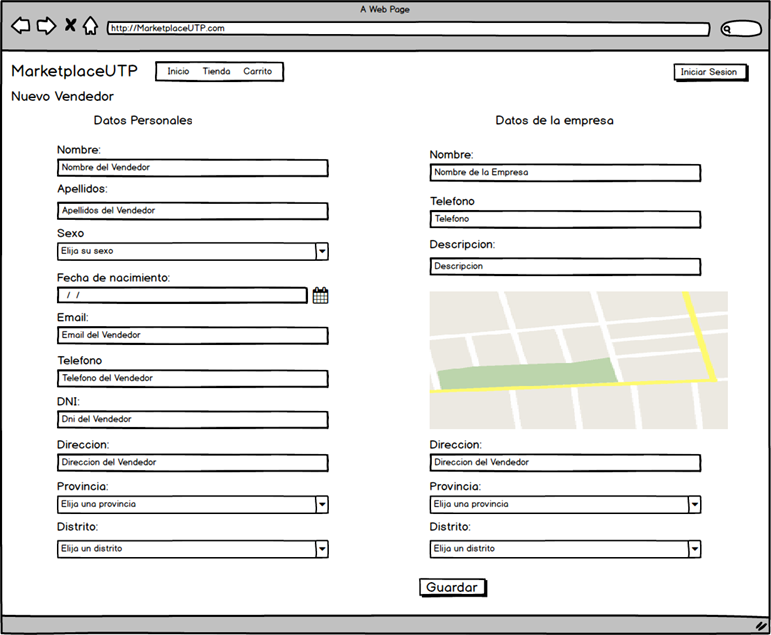 A Web Page
http://MarketplaceUTP.com
MarketplaceUTP
Inicio Tienda Carrito
Iniciar Sesion
Nuevo Vendedor
Datos Personales
Nombre:
Nombre del Vendedor
Apellidos:
Apellidos del Vendedor
Sexo
Elija su sexo
Fecha de nacimiento:
/ /
Email:
Email del Vendedor
Telefono
Telefono del Vendedor
DNI:
Dni del Vendedor
Direccion:
Direccion del Vendedor
Provincia:
Elija una provincia
Distrito:
Elija un distrito
Datos de la empresa
Nombre:
Nombre de la Empresa
Telefono
Telefono
Descripcion:
Descripcion
Direccion:
Direccion del Vendedor
Provincia:
Elija una provincia
Distrito:
Elija un distrito
Guardar